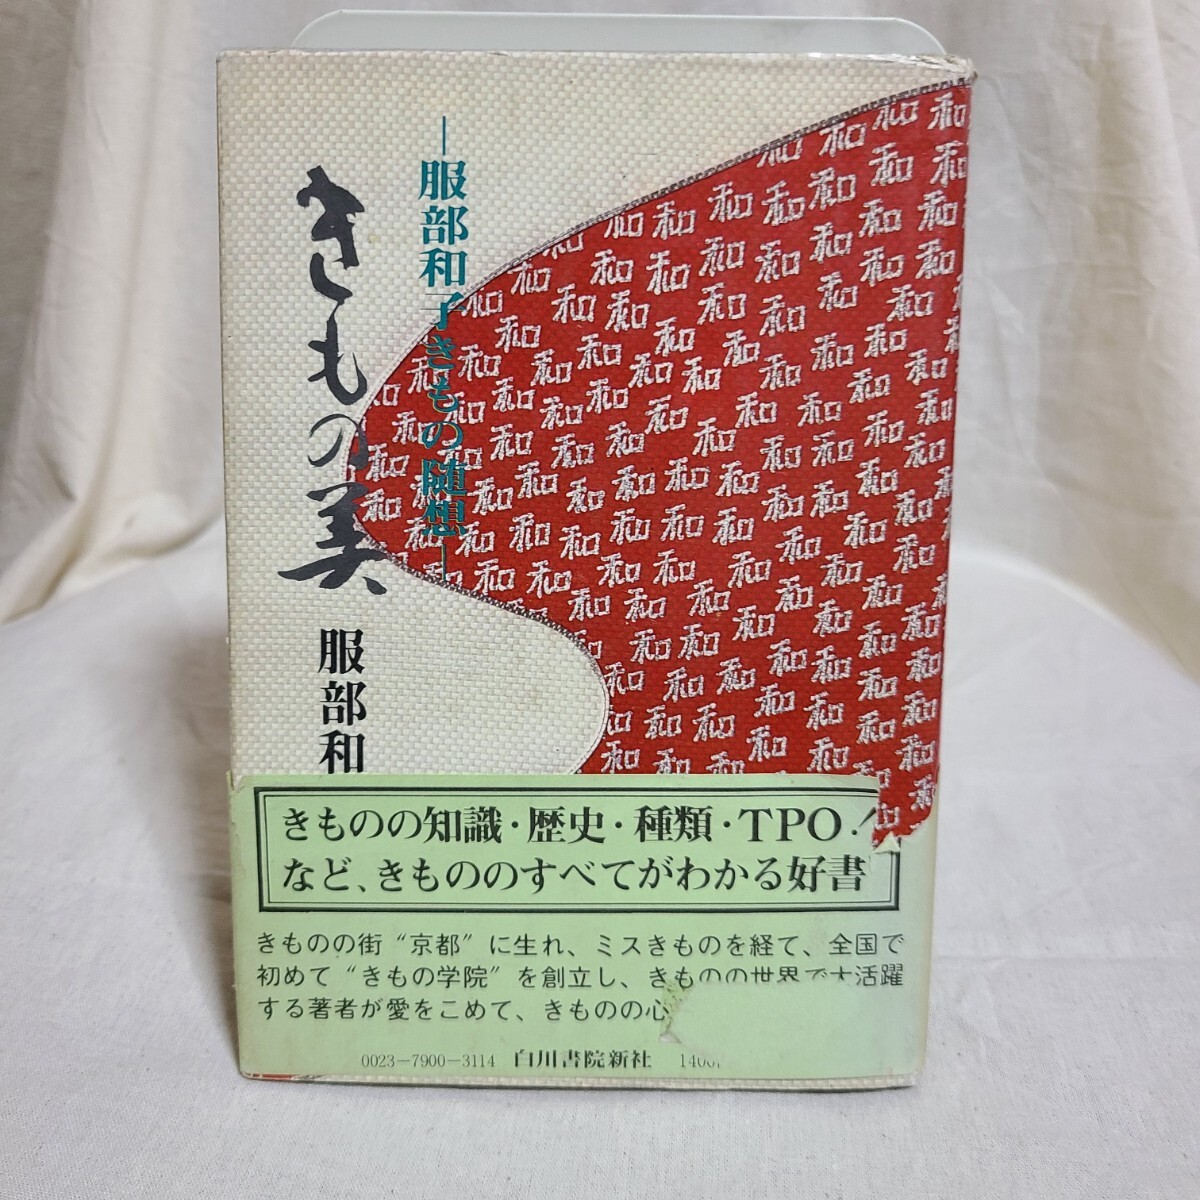 ―服部和子きもの随想―
きもの美
服部和
きものの知識・歴史・種類・TPO
など、きもののすべてがわかる好書
きものの街“京都”に生れ、ミスきものを経て、全国で
初めて“きもの学院”を創立し、きものの世界で大活躍
する著者が愛をこめて、きものの心
0023-7900-3114 白川書院新社 1400